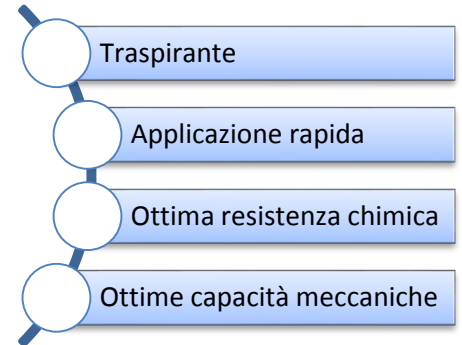 Traspirante
Applicazione rapida
Ottima resistenza chimica
Ottime capacità meccaniche